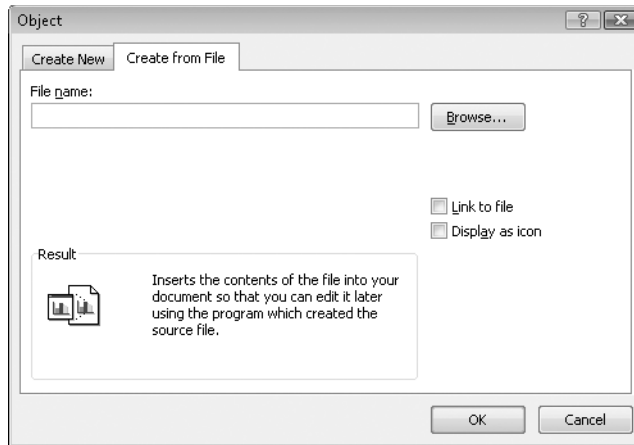 Object
Create New
Create from File
File name:
Browse...
Link to file
Display as icon
Result
Inserts the contents of the file into your
document so that you can edit it later
using the program which created the
source file.
OK
Cancel